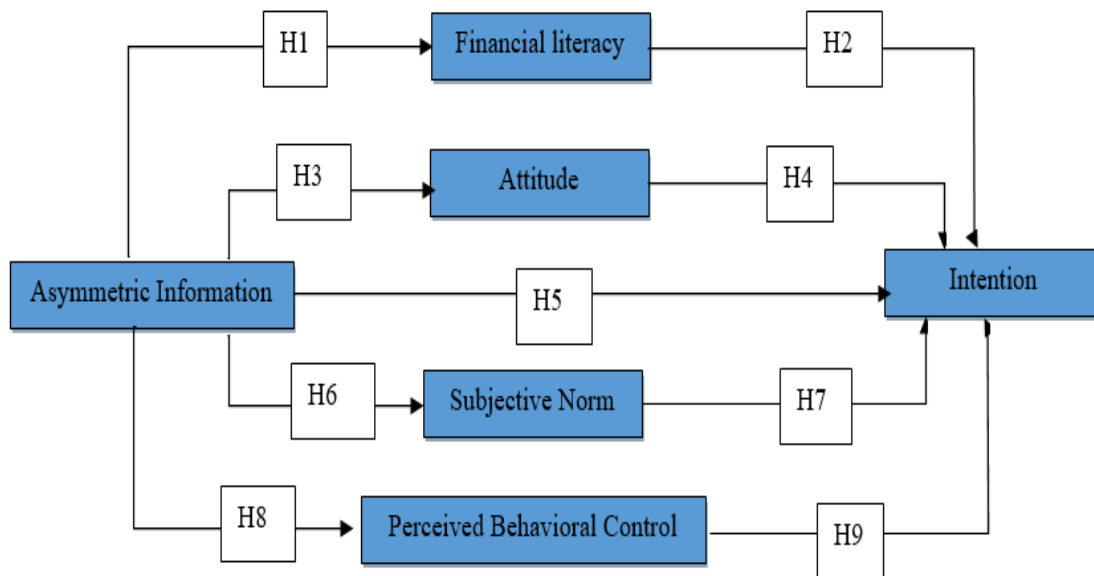 H1
Financial literacy
H2
H3
Attitude
H4
Asymmetric Information
H5
Intention
H6
Subjective Norm
H7
H8
Perceived Behavioral Control
H9